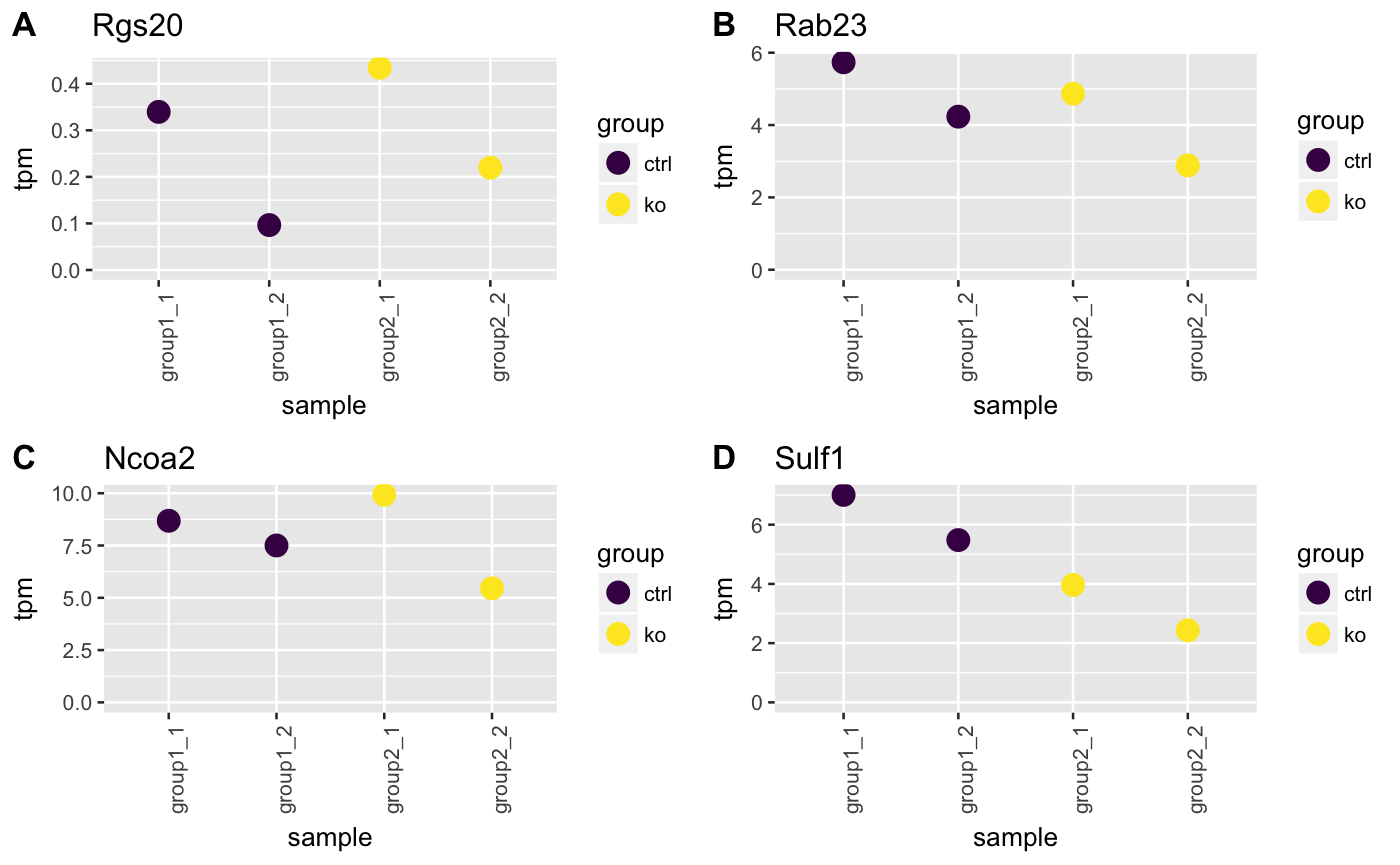 A Rgs20
tpm
0.4
0.3
0.2
0.1
0.0
group1_1
group1_2
group2_1
group2_2
sample
group
ctrl
ko
B Rab23
tpm
6
4
2
0
group1_1
group1_2
group2_1
group2_2
sample
group
ctrl
ko
C Ncoa2
tpm
10.0
7.5
5.0
2.5
0.0
group1_1
group1_2
group2_1
group2_2
sample
group
ctrl
ko
D Sulf1
tpm
6
4
2
0
group1_1
group1_2
group2_1
group2_2
sample
group
ctrl
ko